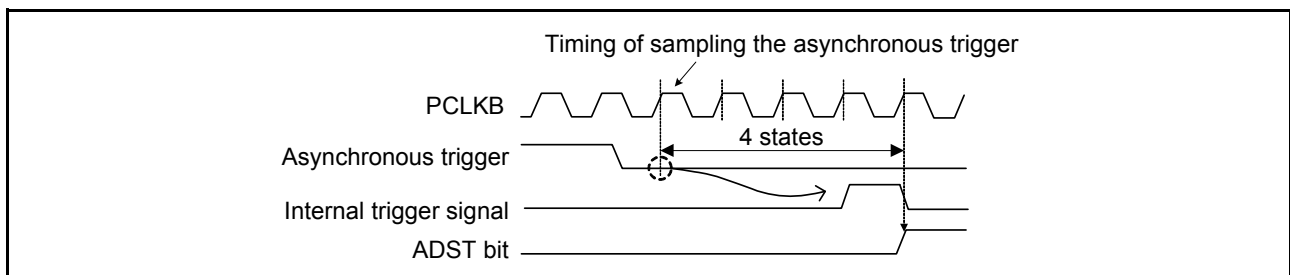 Timing of sampling the asynchronous trigger
PCLKB
4 states
Asynchronous trigger
Internal trigger signal
ADST bit